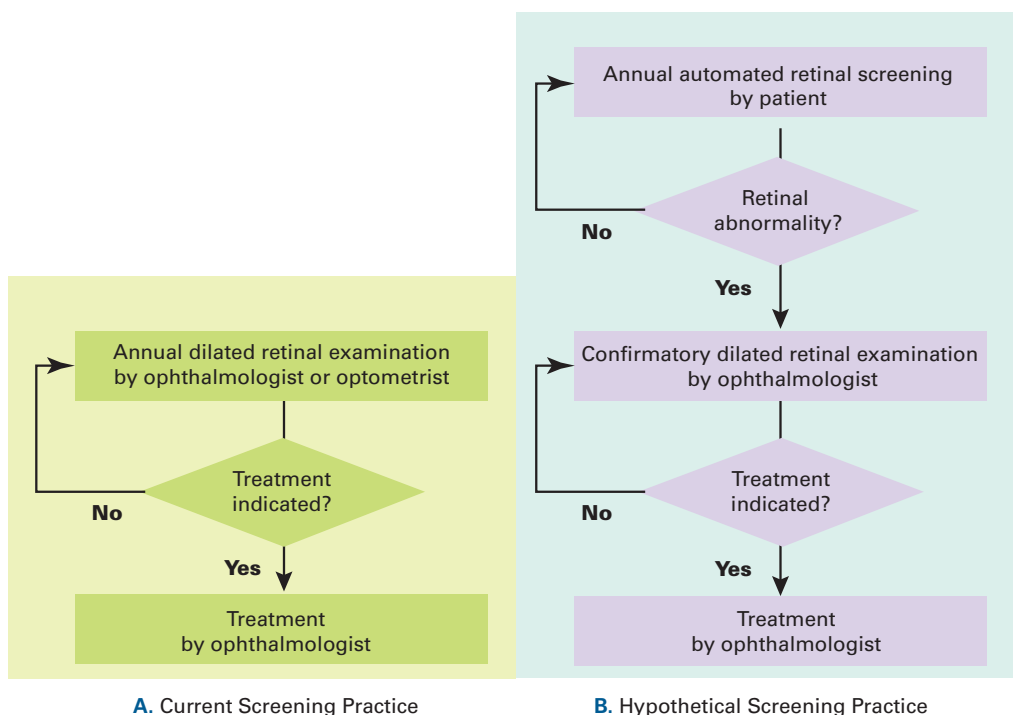 Annual dilated retinal examination
by ophthalmologist or optometrist
Treatment
indicated?
No
Yes
Treatment
by ophthalmologist
A. Current Screening Practice
Annual automated retinal screening
by patient
Retinal
abnormality?
No
Yes
Confirmatory dilated retinal examination
by ophthalmologist
Treatment
indicated?
No
Yes
Treatment
by ophthalmologist
B. Hypothetical Screening Practice